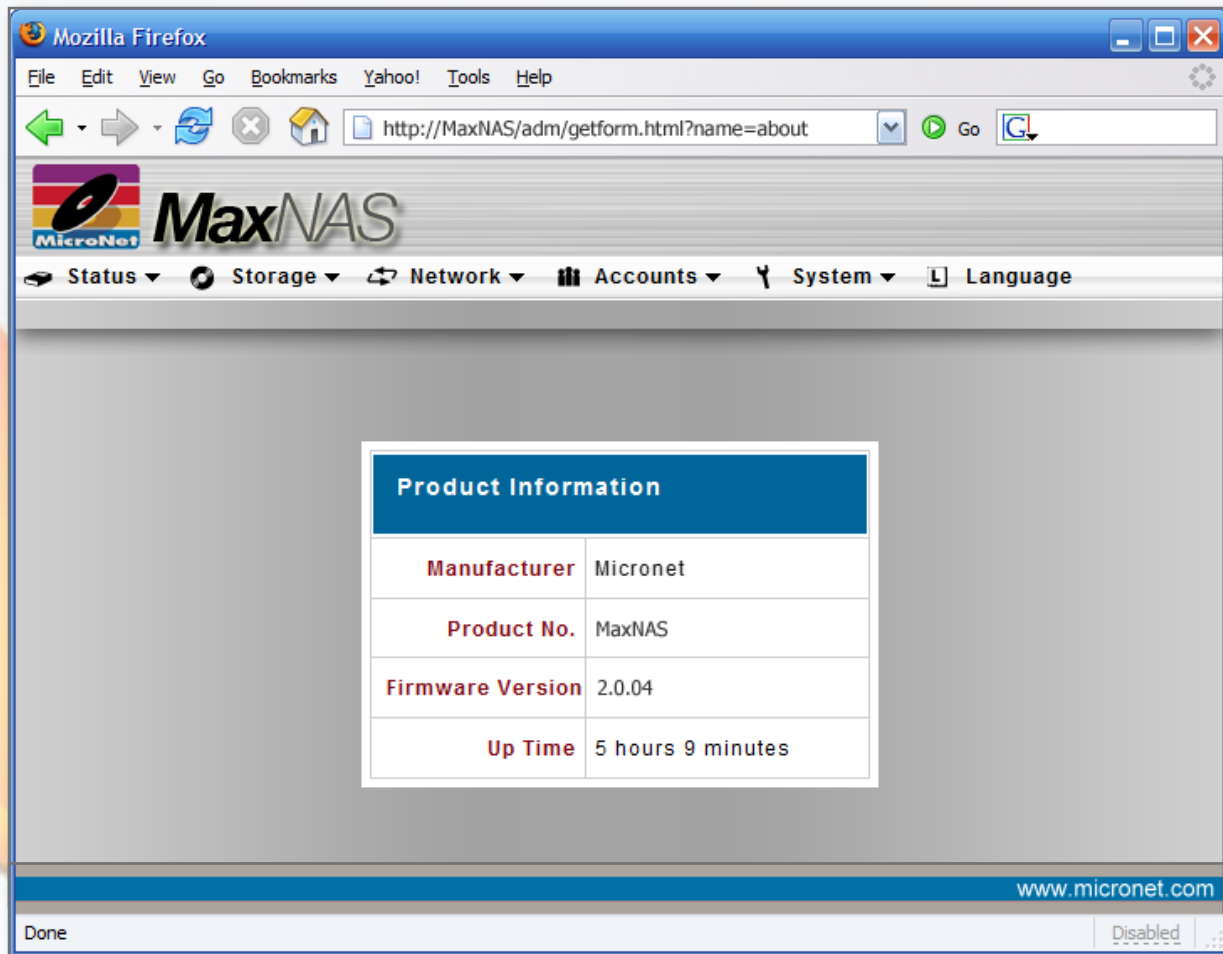 Mozilla Firefox
File Edit View Go Bookmarks Yahoo! Tools Help
http://MaxNAS/adm/getform.html?name=about Go G
MicroNet MaxNAS
Status Storage Network Accounts System L Language
Product Information
Manufacturer Micronet
Product No. MaxNAS
Firmware Version 2.0.04
Up Time 5 hours 9 minutes
www.micronet.com
Done Disabled